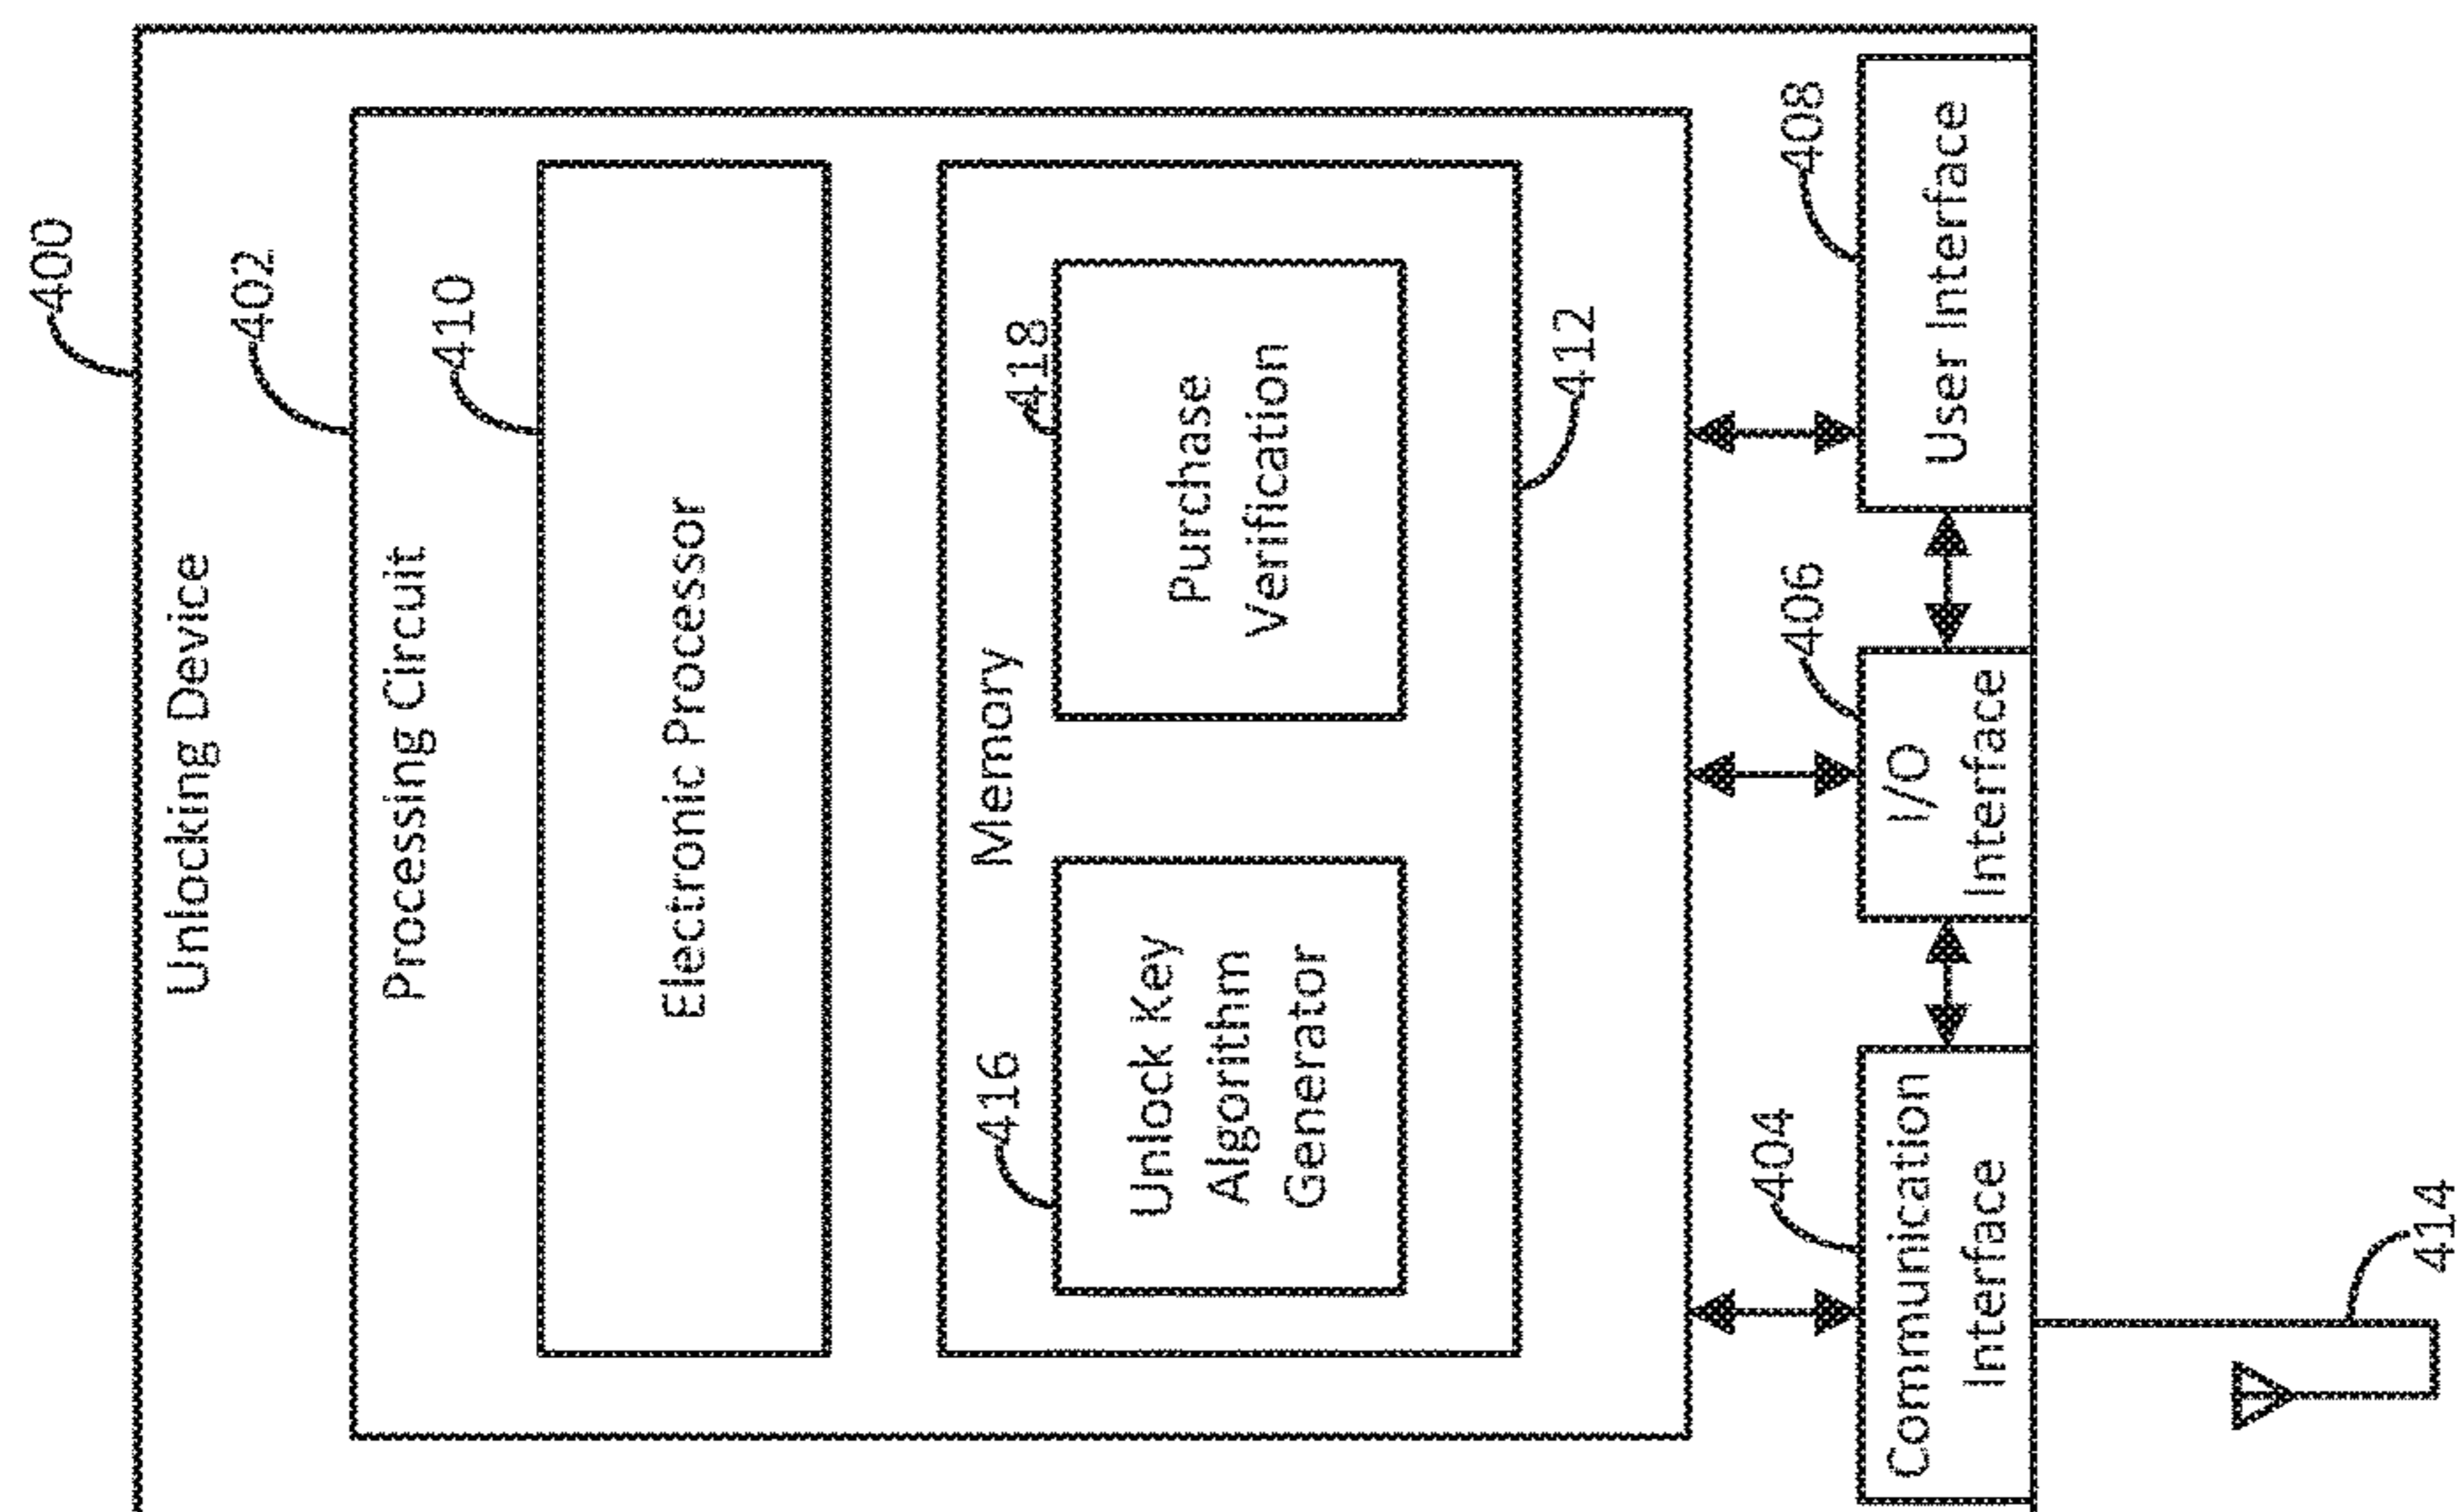 400
Unlocking Device
402
Processing Circuit
410
Electronic Processor
Memory
416
Unlock Key
Algorithm
Generator
418
Purchase
Verification
412
404
Communication
Interface
406
I/O
Interface
408
User Interface
414